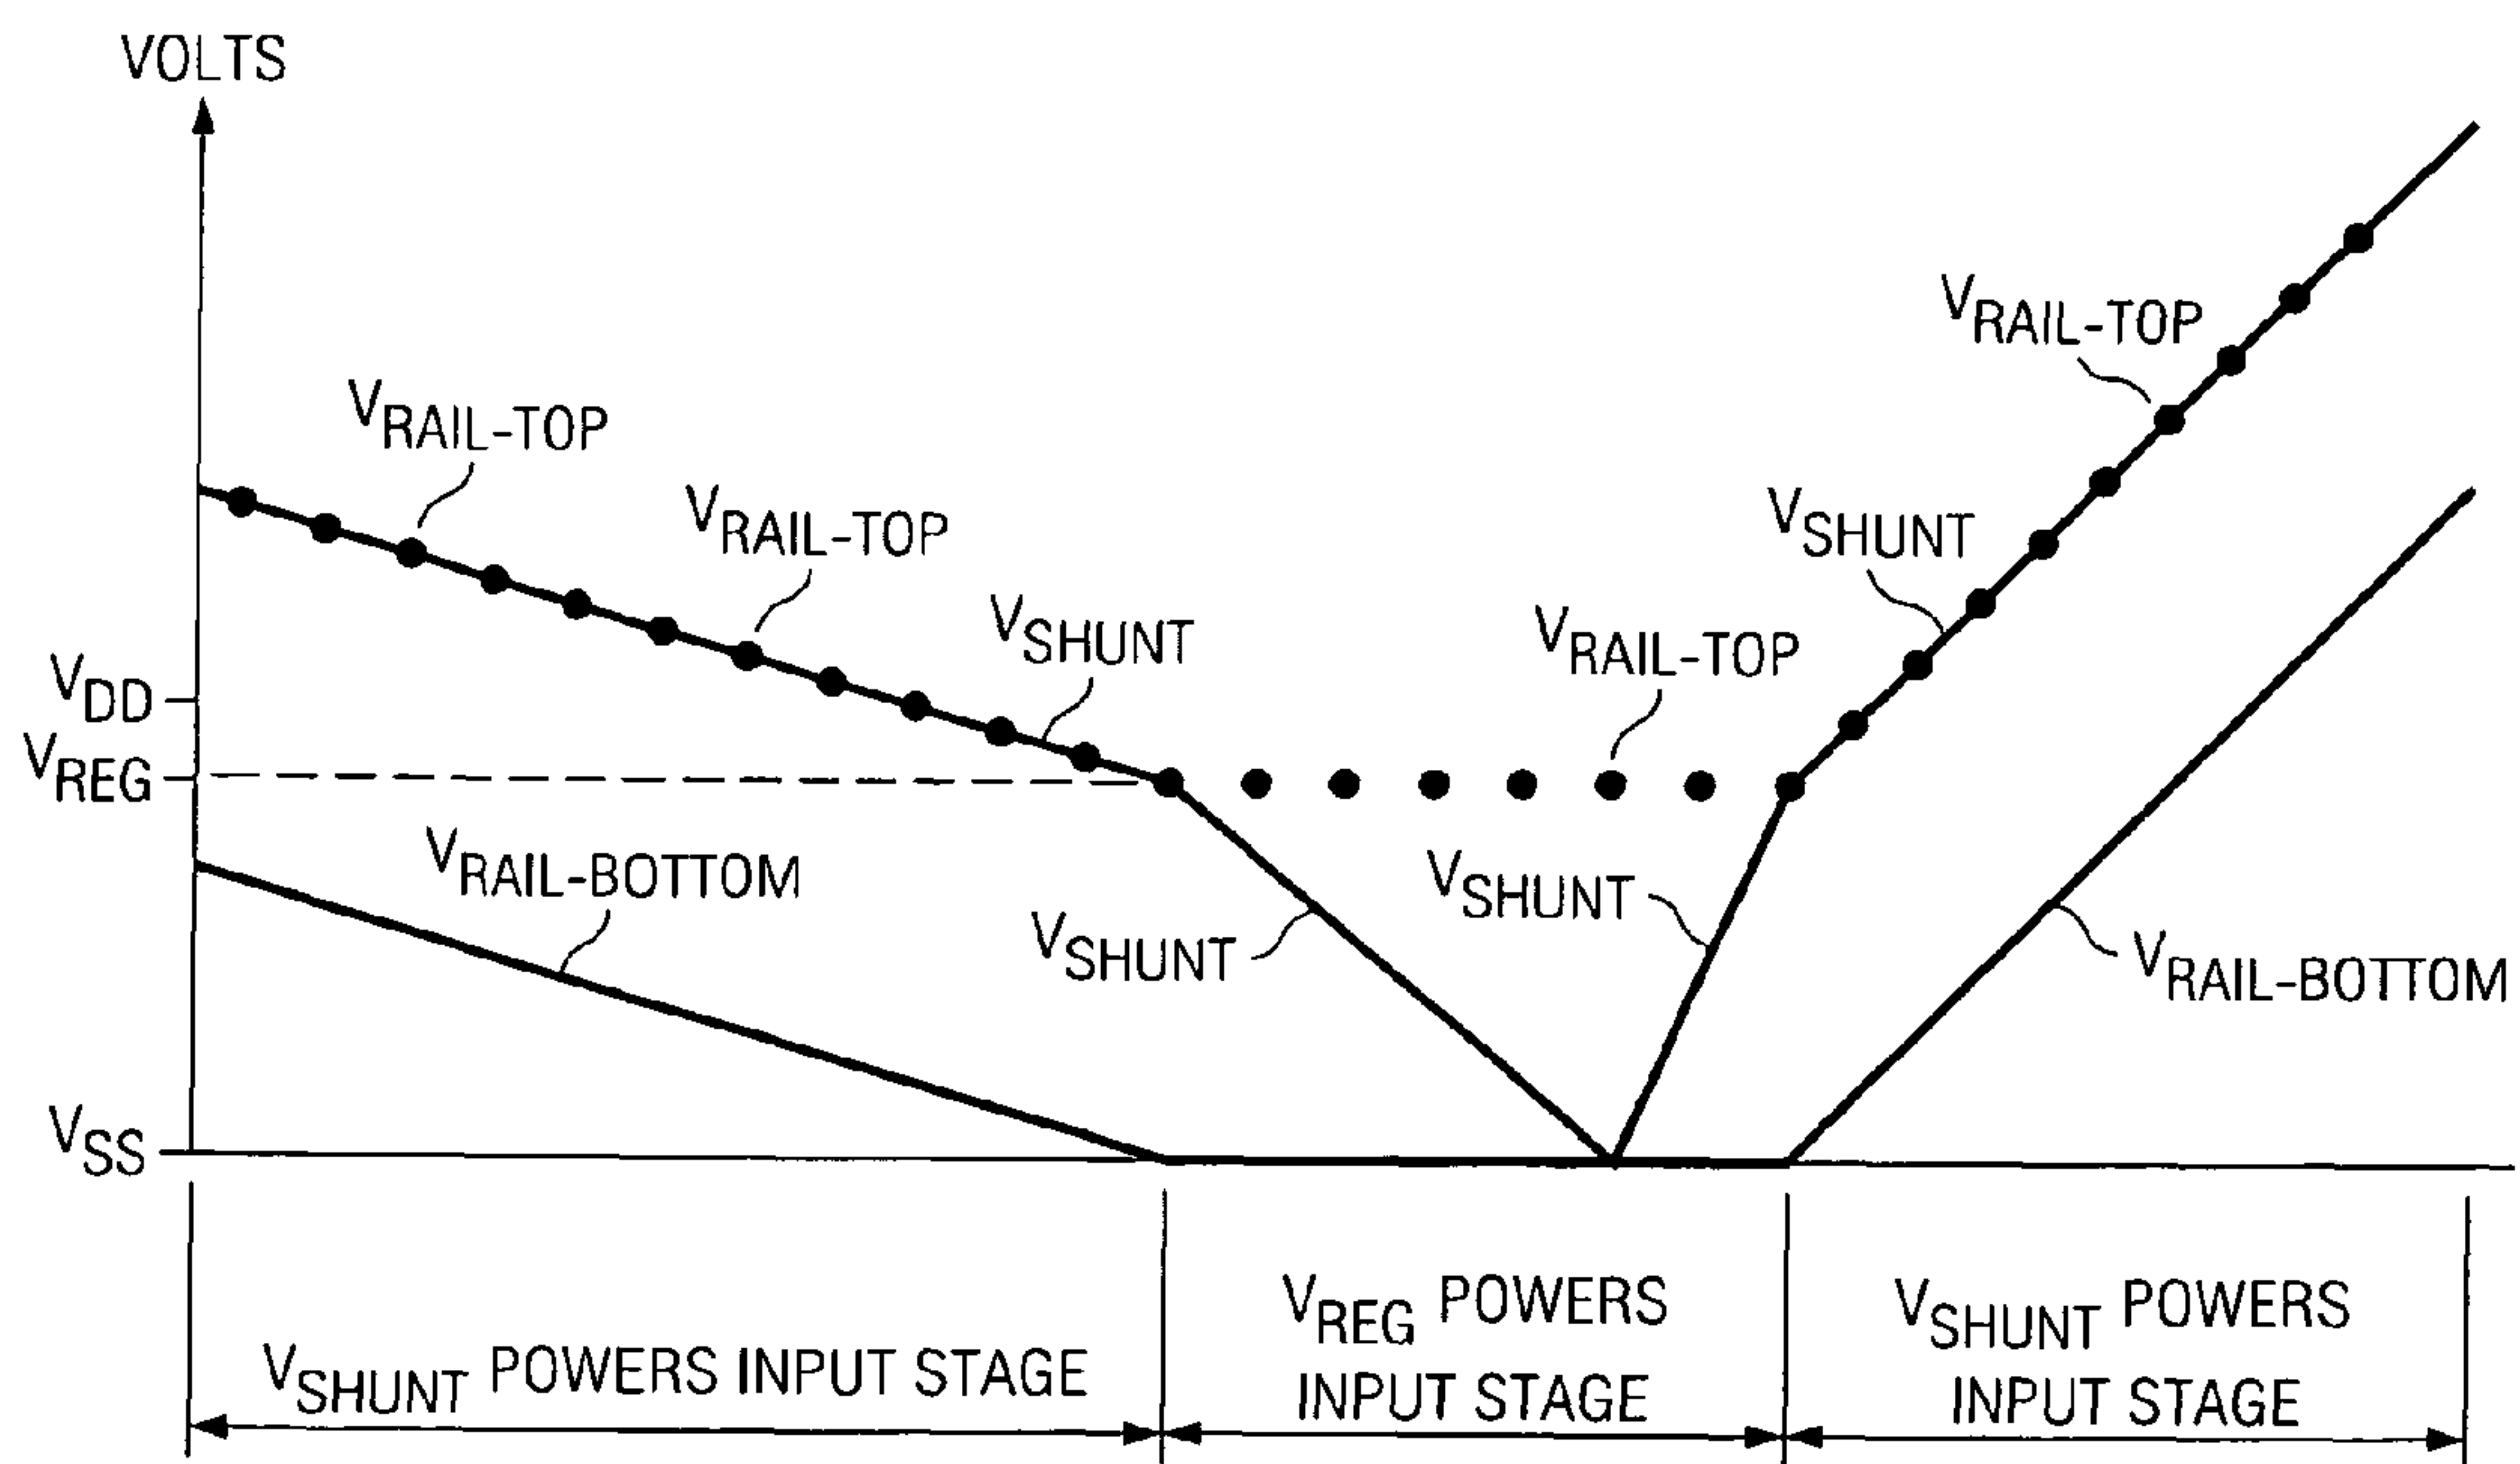 VOLTS
VRAIL-TOP
VRAIL-TOP
VRAIL-TOP
VSHUNT
VSHUNT
VRAIL-TOP
VDD
VREG
VRAIL-BOTTOM
VSHUNT
VSHUNT
VRAIL-BOTTOM
VSS
VSHUNT POWERS INPUT STAGE
VREG POWERS
INPUT STAGE
VSHUNT POWERS
INPUT STAGE